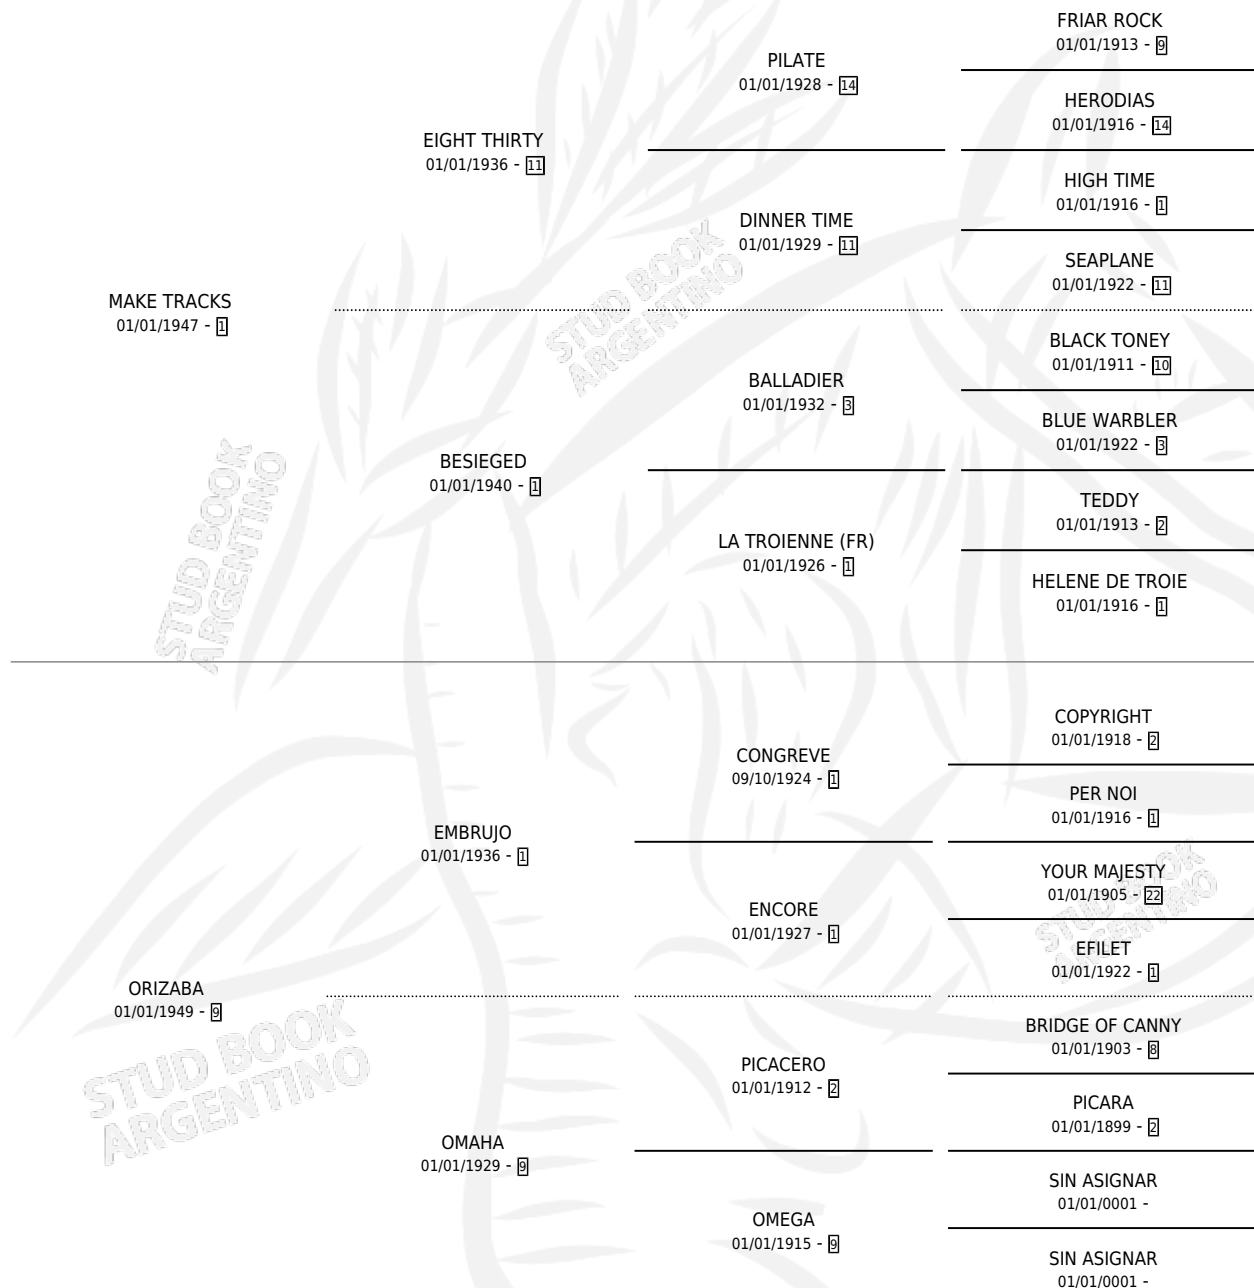 FRIAR ROCK
01/01/1913 - 9
PILATE
01/01/1928 - 14
HERODIAS
01/01/1916 - 14
EIGHT THIRTY
01/01/1936 - 11
HIGH TIME
01/01/1916 - 1
DINNER TIME
01/01/1929 - 11
SEAPLANE
01/01/1922 - 11
MAKE TRACKS
01/01/1947 - 1
BLACK TONEY
01/01/1911 - 10
BALLADIER
01/01/1932 - 3
BLUE WARBLER
01/01/1922 - 3
BESIEGED
01/01/1940 - 1
TEDDY
01/01/1913 - 2
LA TROIENNE (FR)
01/01/1926 - 1
HELENE DE TROIE
01/01/1916 - 1
COPYRIGHT
01/01/1918 - 2
CONGREVE
09/10/1924 - 1
PER NOI
01/01/1916 - 1
EMBRUJO
01/01/1936 - 1
YOUR MAJESTY
01/01/1905 - 22
ENCORE
01/01/1927 - 1
EFILET
01/01/1922 - 1
ORIZABA
01/01/1949 - 9
BRIDGE OF CANNY
01/01/1903 - 8
PICACERO
01/01/1912 - 2
PICARA
01/01/1899 - 2
OMAHA
01/01/1929 - 9
SIN ASIGNAR
01/01/0001 -
OMEGA
01/01/1915 - 9
SIN ASIGNAR
01/01/0001 -
STUD BOOK
ARGENTINO
STUD BOOK
ARGENTINO
STUD BOOK
ARGENTINO
STUD BOOK
ARGENTINO